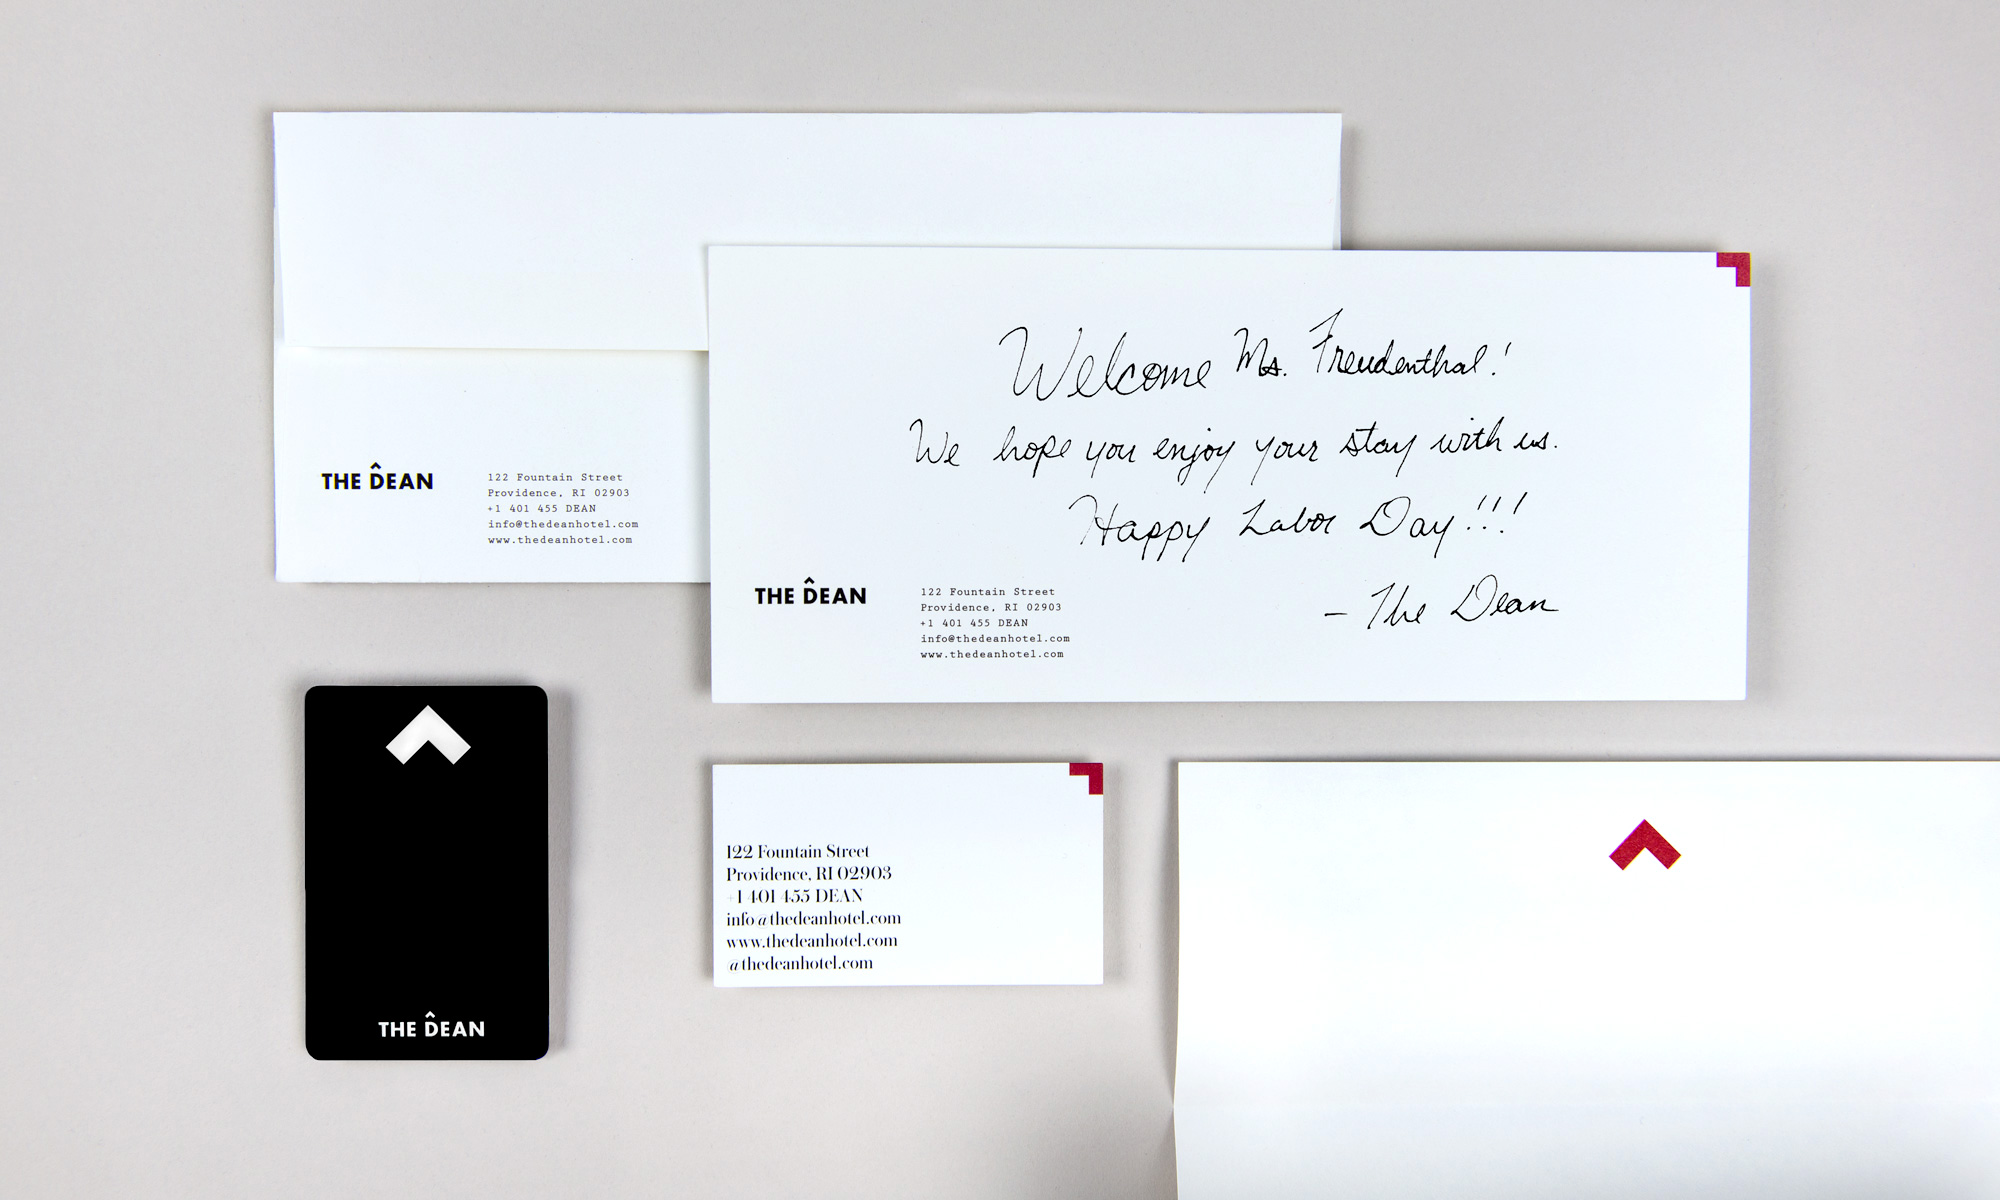 THE DEAN
122 Fountain Street
Providence, RI 02903
+1 401 455 DEAN
info@thedeanhotel.com
www.thedeanhotel.com
Welcome Ms. Freudenthal!
We hope you enjoy your stay with us.
Happy Labor Day!!!
– The Dean
THE DEAN
122 Fountain Street
Providence, RI 02903
+1 401 455 DEAN
info@thedeanhotel.com
www.thedeanhotel.com
THE DEAN
122 Fountain Street
Providence, RI 02903
+1 401 455 DEAN
info@thedeanhotel.com
www.thedeanhotel.com
@thedeanhotel.com